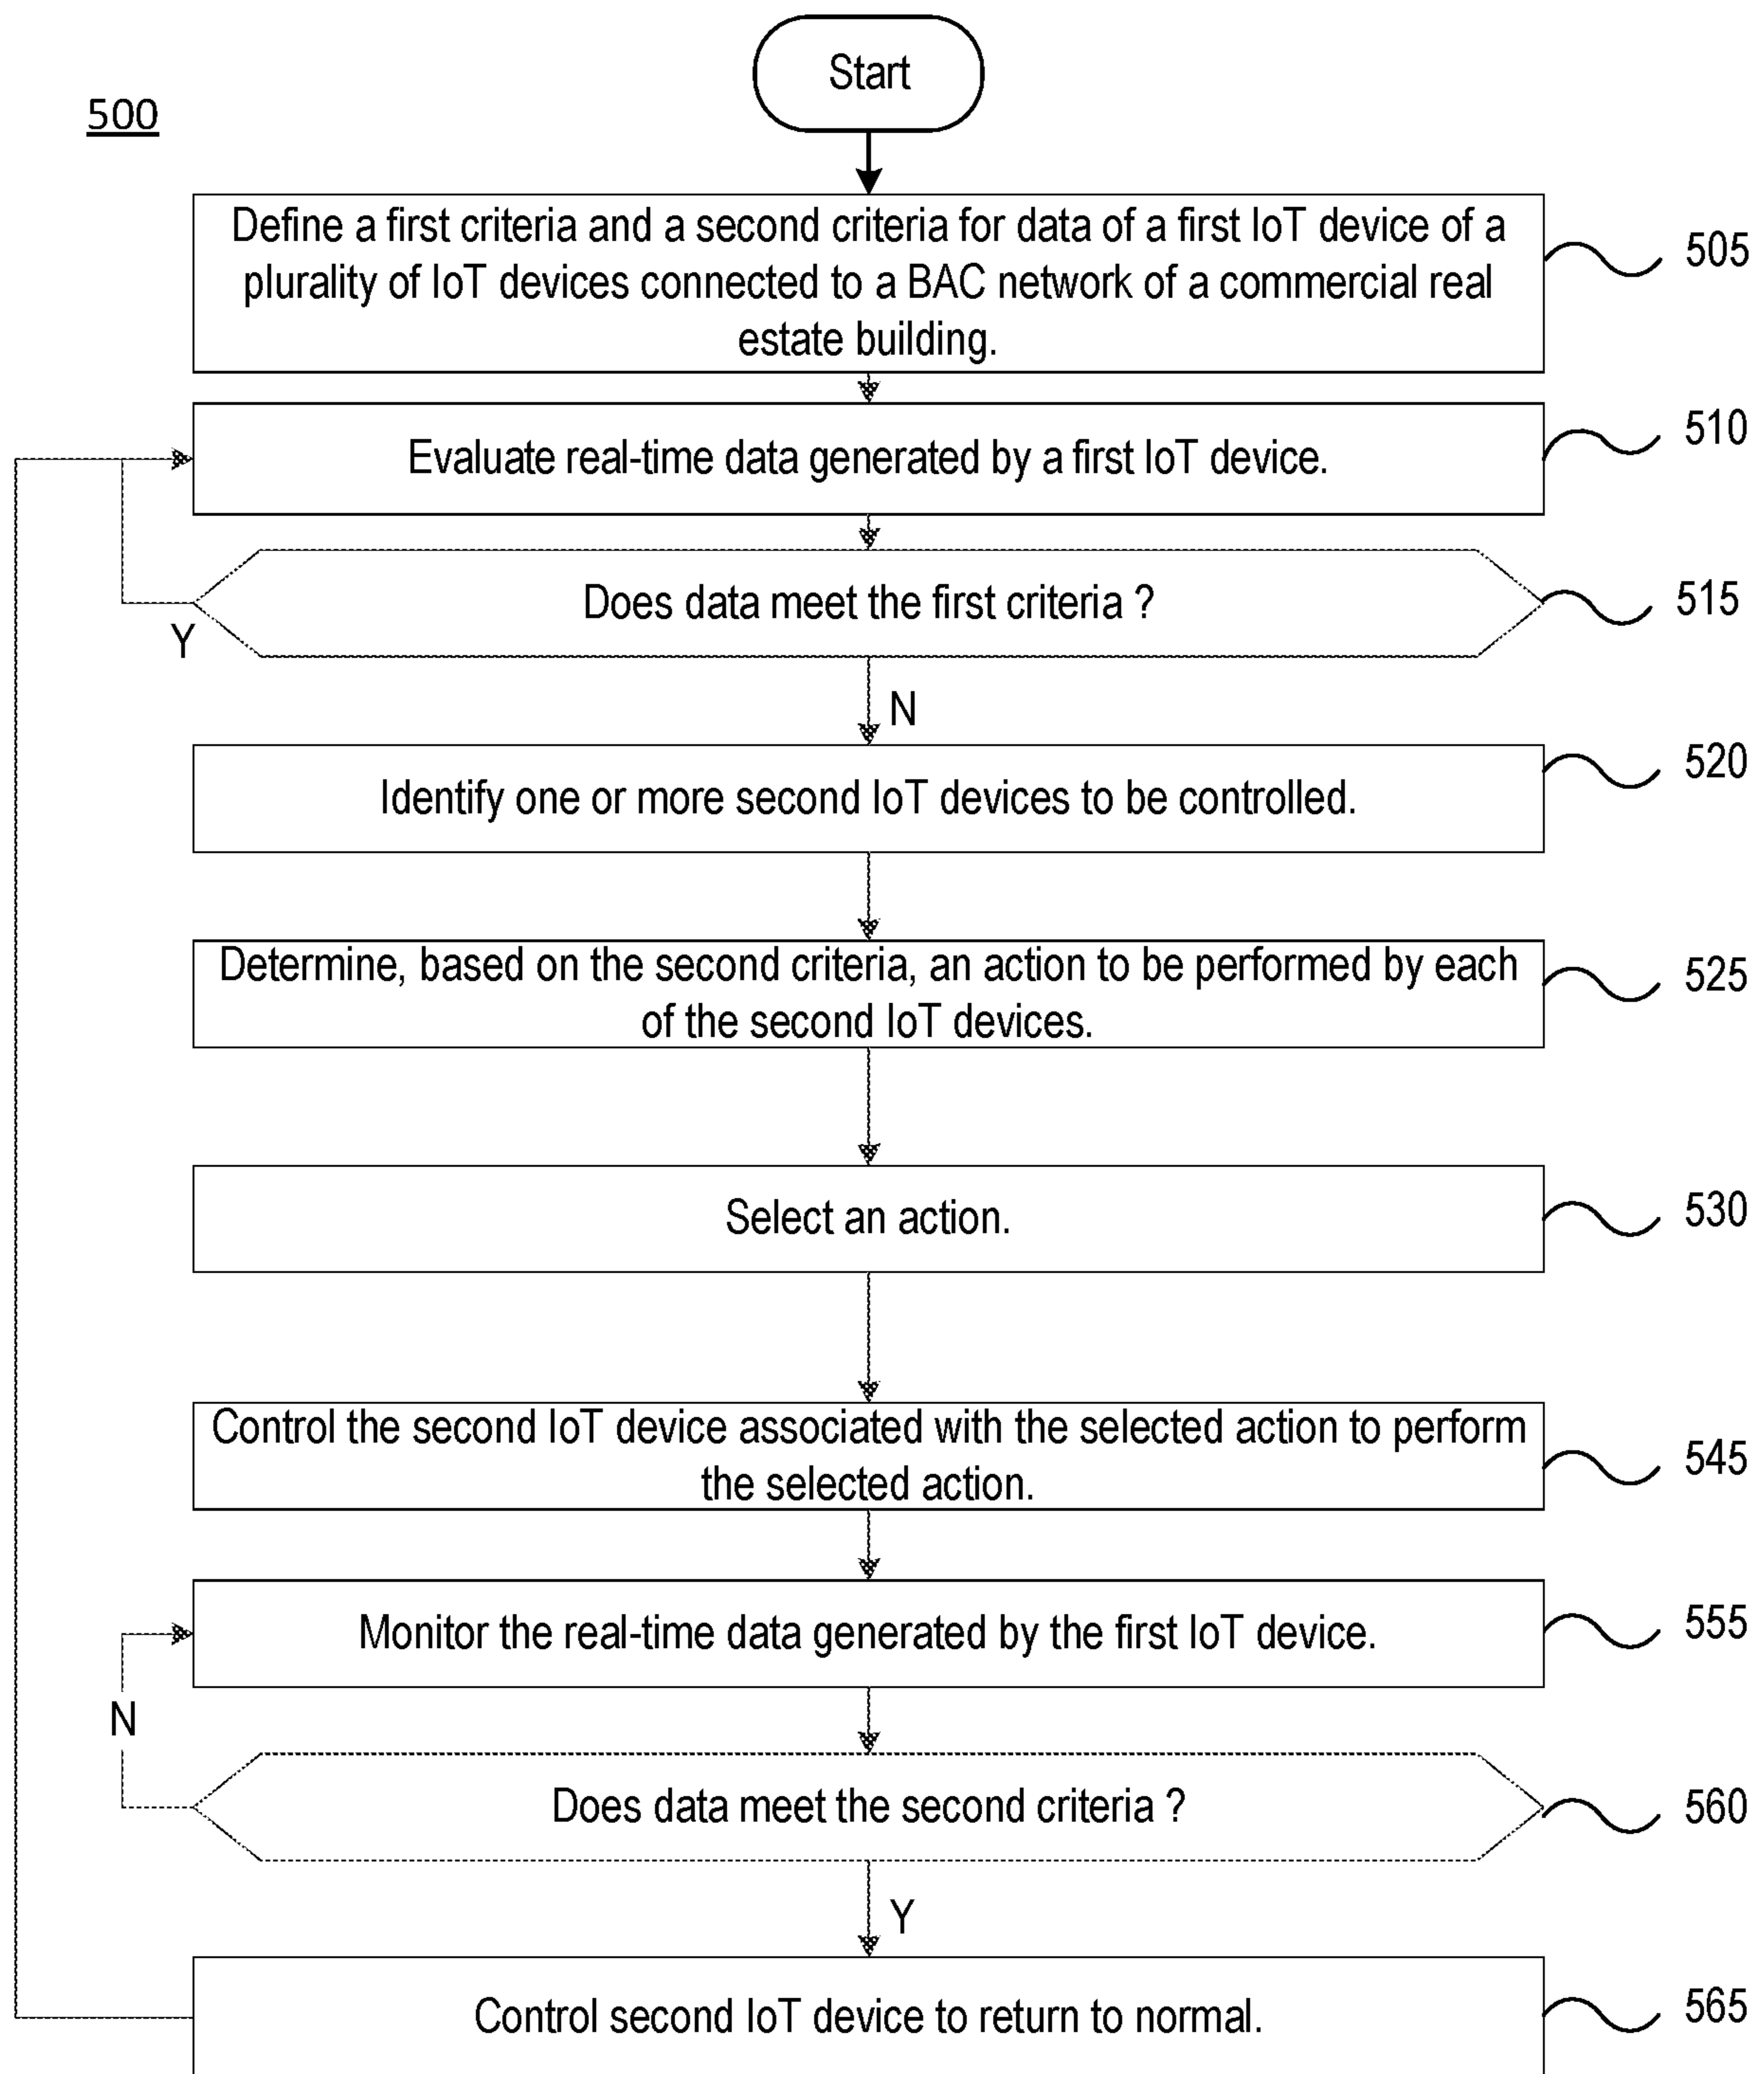 Start
500
Define a first criteria and a second criteria for data of a first IoT device of a
plurality of IoT devices connected to a BAC network of a commercial real
estate building.
505
Evaluate real-time data generated by a first IoT device.
510
Does data meet the first criteria ?
515
Y
N
Identify one or more second IoT devices to be controlled.
520
Determine, based on the second criteria, an action to be performed by each
of the second IoT devices.
525
Select an action.
530
Control the second IoT device associated with the selected action to perform
the selected action.
545
Monitor the real-time data generated by the first IoT device.
555
N
Does data meet the second criteria ?
560
Y
Control second IoT device to return to normal.
565